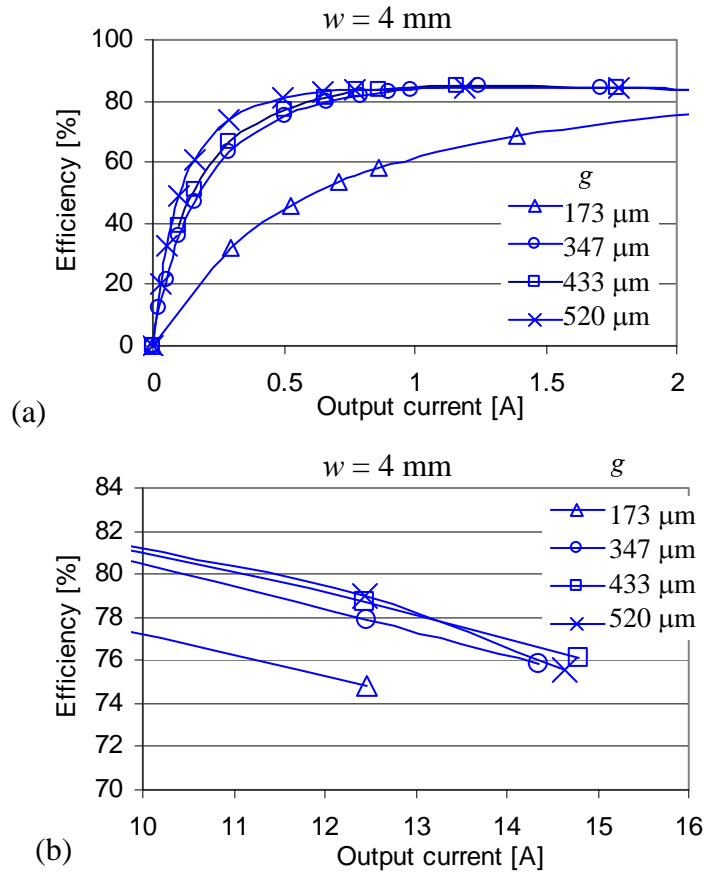 w = 4 mm
100
80
60
40
20
0
Efficiency [%]
0 0.5 1 1.5 2
Output current [A]
g
173 μm
347 μm
433 μm
520 μm
(a)
w = 4 mm
g
84
82
80
78
76
74
72
70
Efficiency [%]
173 μm
347 μm
433 μm
520 μm
10 11 12 13 14 15 16
Output current [A]
(b)